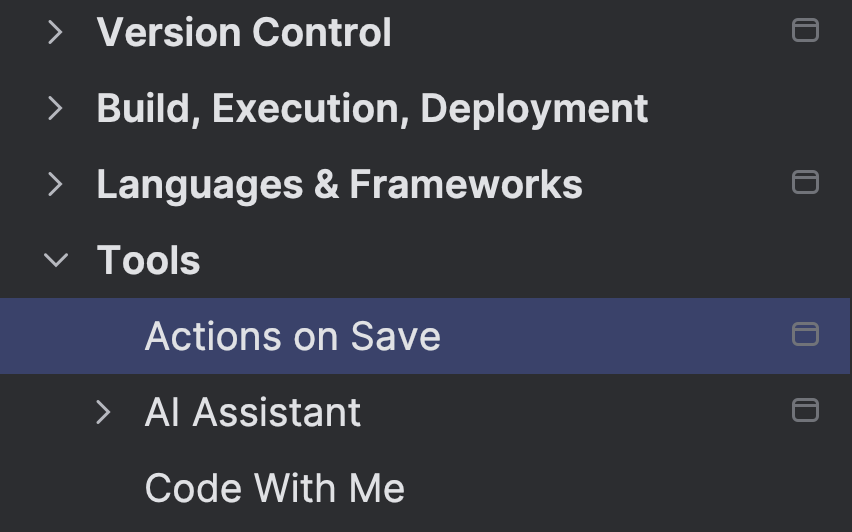 Version Control
Build, Execution, Deployment
Languages & Frameworks
Tools
Actions on Save
AI Assistant
Code With Me